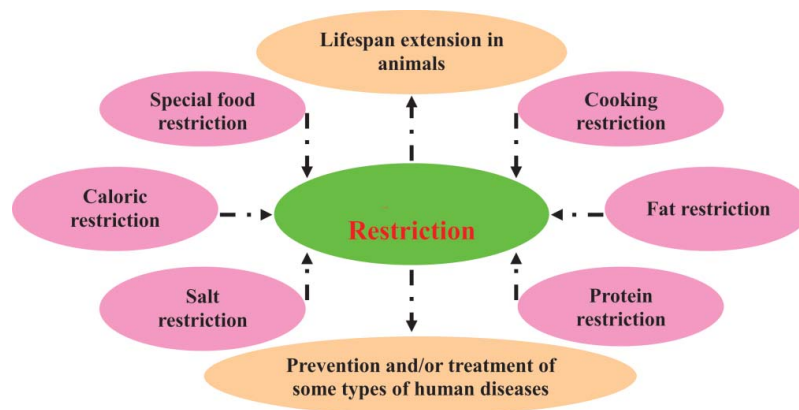 Lifespan extension in
animals
Special food
restriction
Cooking
restriction
Caloric
restriction
Restriction
Fat restriction
Salt
restriction
Protein
restriction
Prevention and/or treatment of
some types of human diseases